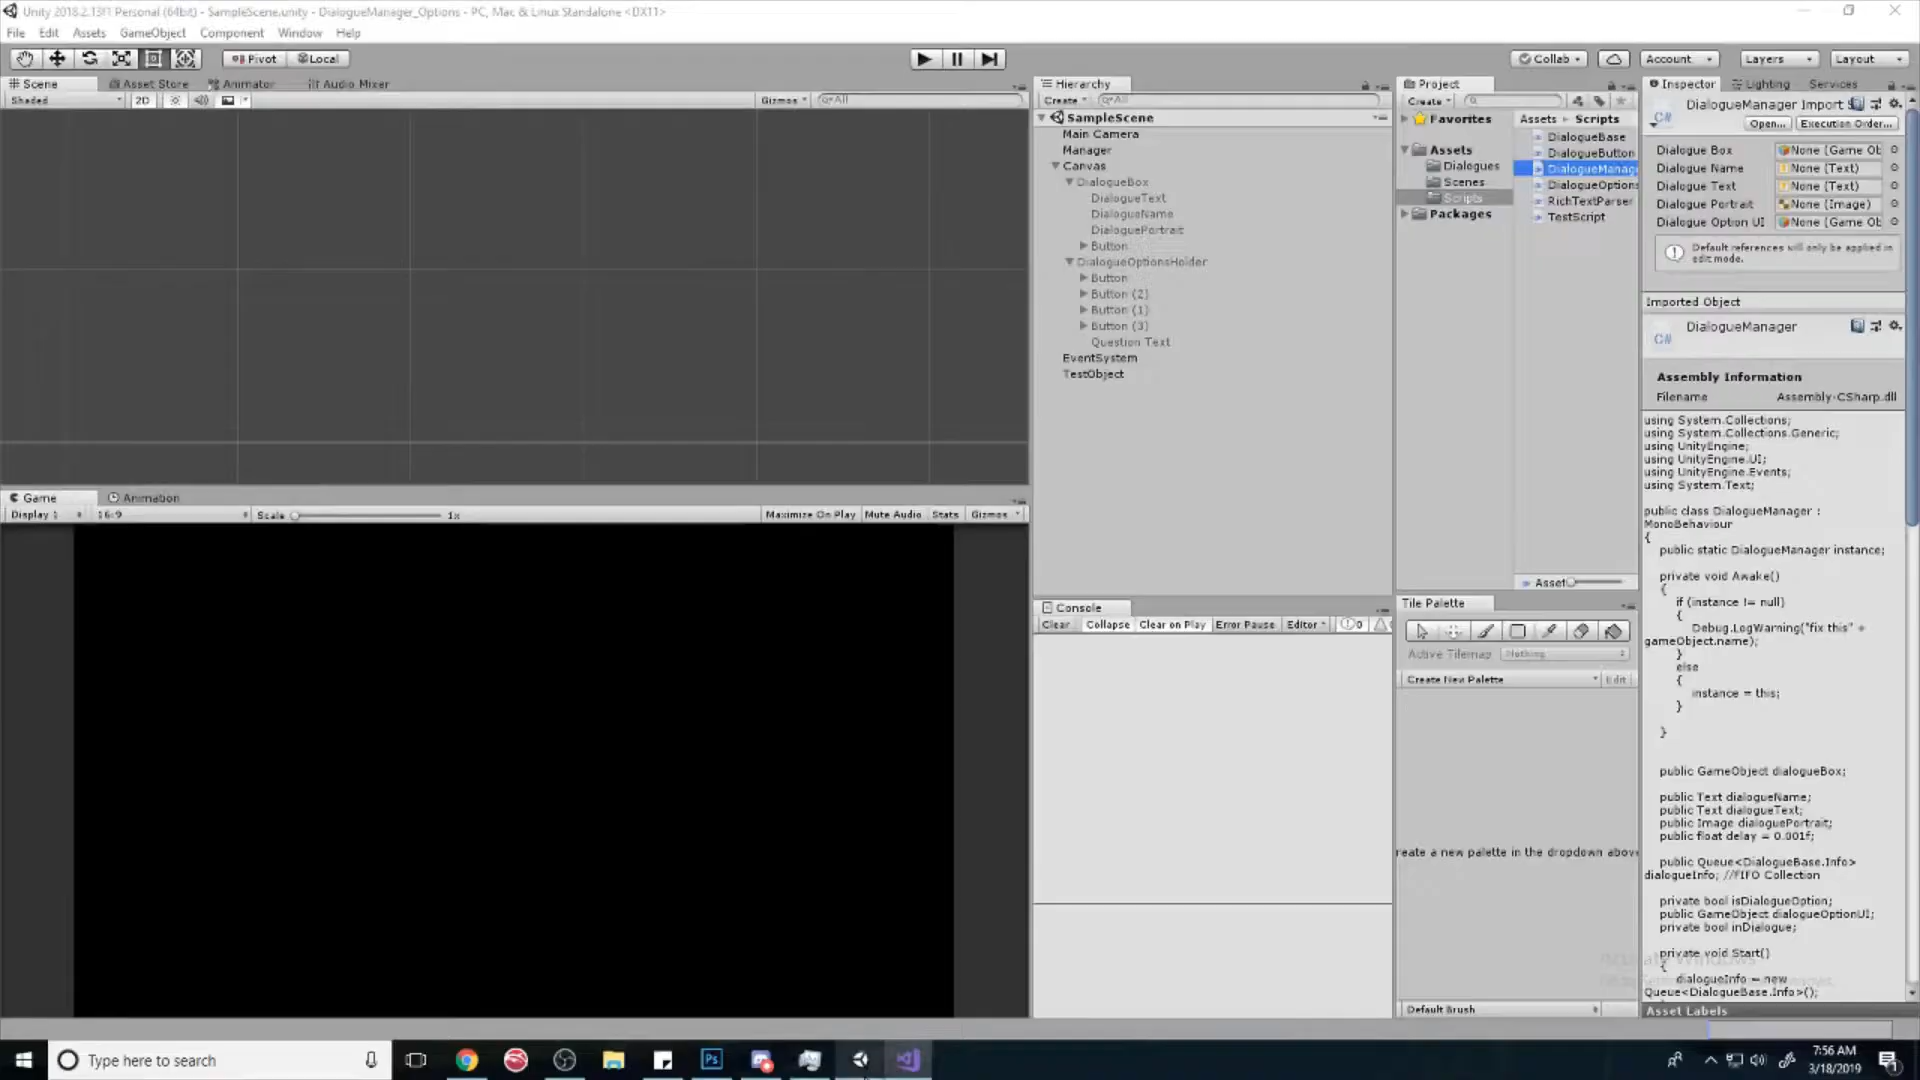 Unity 2018.2.13f1 Personal (64bit) - SampleScene.unity - DialogueManager_Options - PC, Mac & Linux Standalone <DX11>
File Edit Assets GameObject Component Window Help
Pivot Local Collab Account Layers Layout
Scene Asset Store Animator Audio Mixer
Shaded 2D Gizmos All
Hierarchy
Create All
SampleScene
Main Camera
Manager
Canvas
DialogueBox
DialogueText
DialogueName
DialoguePortrait
Button
DialogueOptionsHolder
Button
Button (2)
Button (1)
Button (3)
Question Text
EventSystem
TestObject
Project
Create
Favorites
Assets
Dialogues
Scenes
Scripts
Packages
Assets Scripts
DialogueBase
DialogueButton
DialogueManag
DialogueOptions
RichTextParser
TestScript
Asset
Inspector Lighting Services
DialogueManager Import S
C#
Open... Execution Order...
Dialogue Box None (Game Ob
Dialogue Name None (Text)
Dialogue Text None (Text)
Dialogue Portrait None (Image)
Dialogue Option UI None (Game Ob
Default references will only be applied in
edit mode.
Imported Object
DialogueManager
C#
Assembly Information
Filename Assembly-CSharp.dll
using System.Collections;
using System.Collections.Generic;
using UnityEngine;
using UnityEngine.UI;
using UnityEngine.Events;
using System.Text;
public class DialogueManager :
MonoBehaviour
{
public static DialogueManager instance;
private void Awake()
{
if (instance != null)
{
Debug.LogWarning("fix this" +
gameObject.name);
}
else
{
instance = this;
}
}
public GameObject dialogueBox;
public Text dialogueName;
public Text dialogueText;
public Image dialoguePortrait;
public float delay = 0.001f;
public Queue<DialogueBase.Info>
dialogueInfo; //FIFO Collection
private bool isDialogueOption;
public GameObject dialogueOptionUI;
private bool inDialogue;
private void Start()
{
dialogueInfo = new
Queue<DialogueBase.Info>();
Asset Labels
Game Animation
Display 1 16:9 Scale 1x Maximize On Play Mute Audio Stats Gizmos
Console
Clear Collapse Clear on Play Error Pause Editor 0
Tile Palette
Active Tilemap Nothing
Create New Palette Edit
reate a new palette in the dropdown above
Default Brush
Activate Windows
Type here to search
Ps
7:56 AM
3/18/2019
1